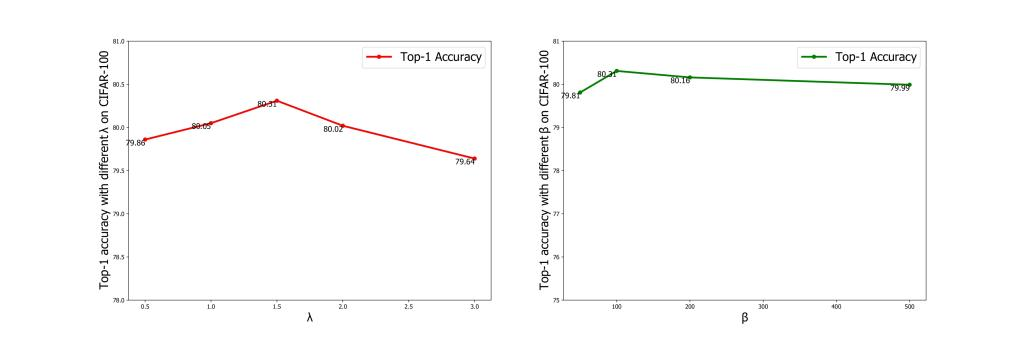 Top-1 accuracy with different λ on CIFAR-100
81.0
80.5
80.0
79.5
79.0
78.5
78.0
Top-1 Accuracy
79.86
80.05
80.31
80.02
79.64
0.5 1.0 1.5 2.0 2.5 3.0
λ
Top-1 accuracy with different β on CIFAR-100
81
80
79
78
77
76
75
Top-1 Accuracy
79.81
80.31
80.16
79.99
100 200 300 400 500
β